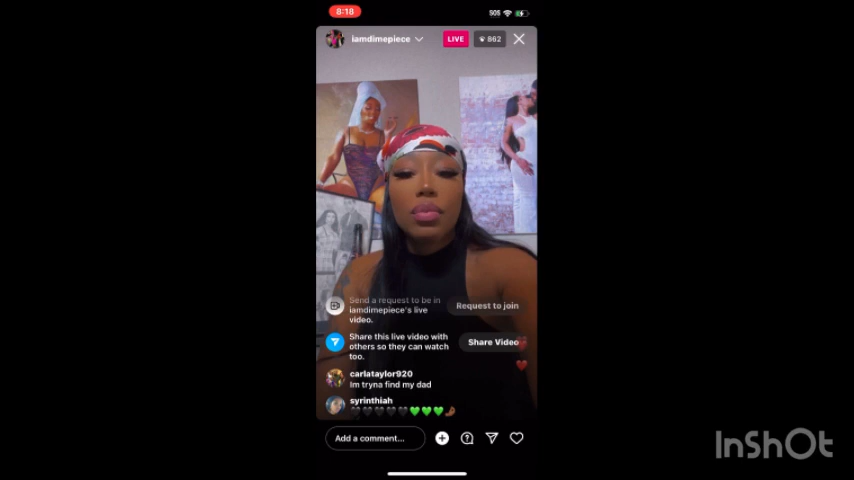 8:18
SOS
iamdimepiece
LIVE
862
Send a request to be in
iamdimepiece's live
video.
Request to join
Share this live video with
others so they can watch
too.
Share Video
carlataylor920
Im tryna find my dad
syrinthiah
🖤🖤🖤🖤🖤💚💚💚
Add a comment...
InShOt